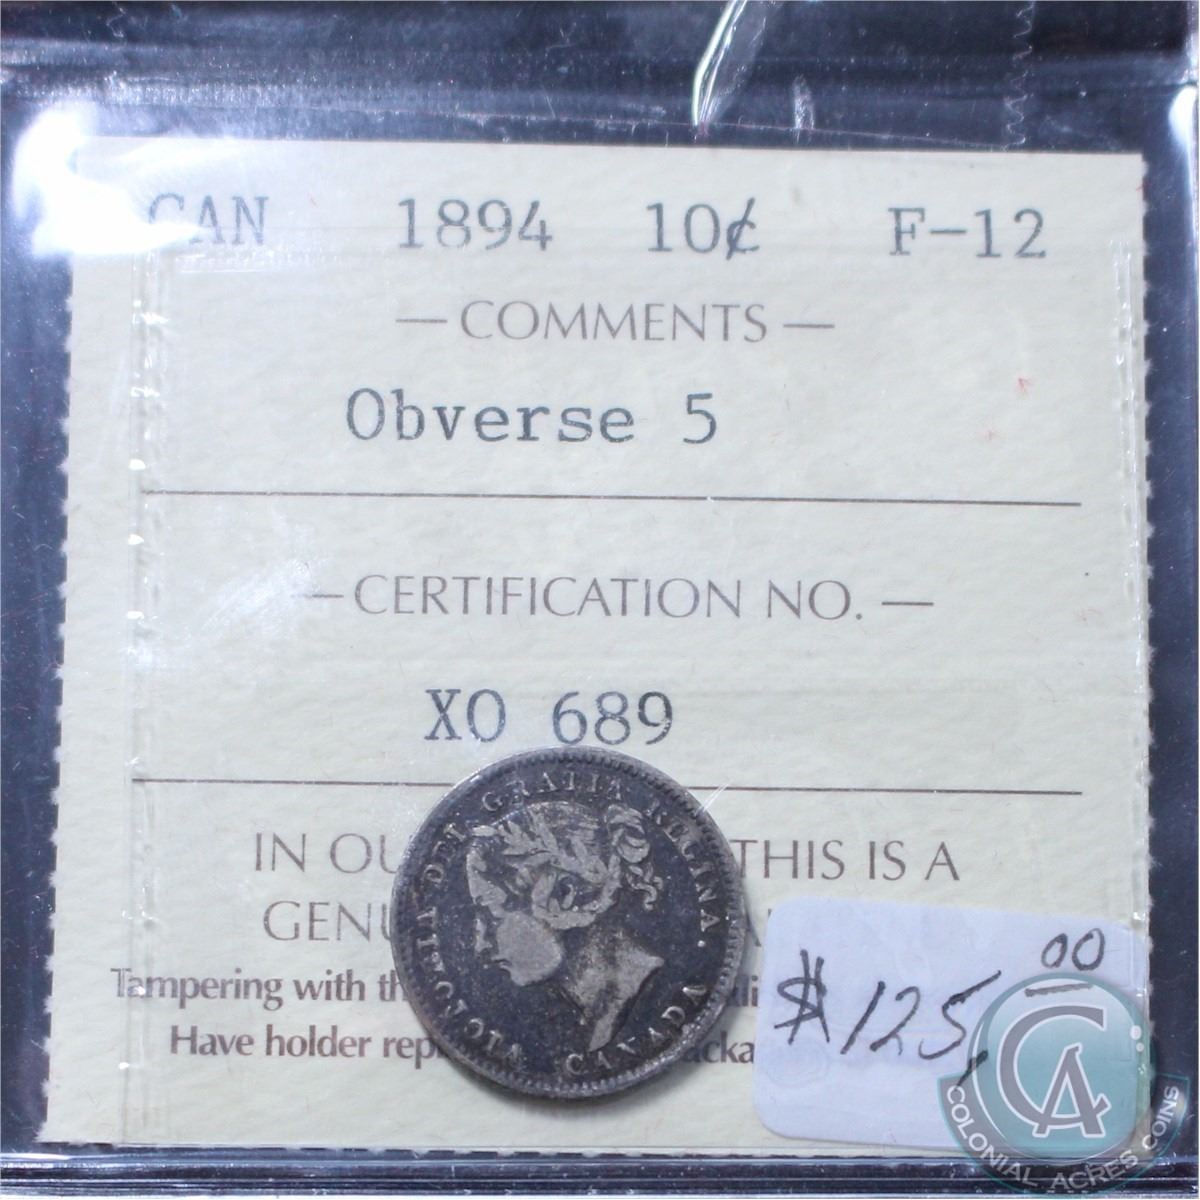 CAN 1894 10¢ F-12
— COMMENTS —
Obverse 5
— CERTIFICATION NO. —
XO 689
IN OU THIS IS A
GENU
Tampering with th
Have holder rep
VICTORIA DEI GRATIA REGINA. CANADA
$125.00
CA
COLONIAL ACRES COINS